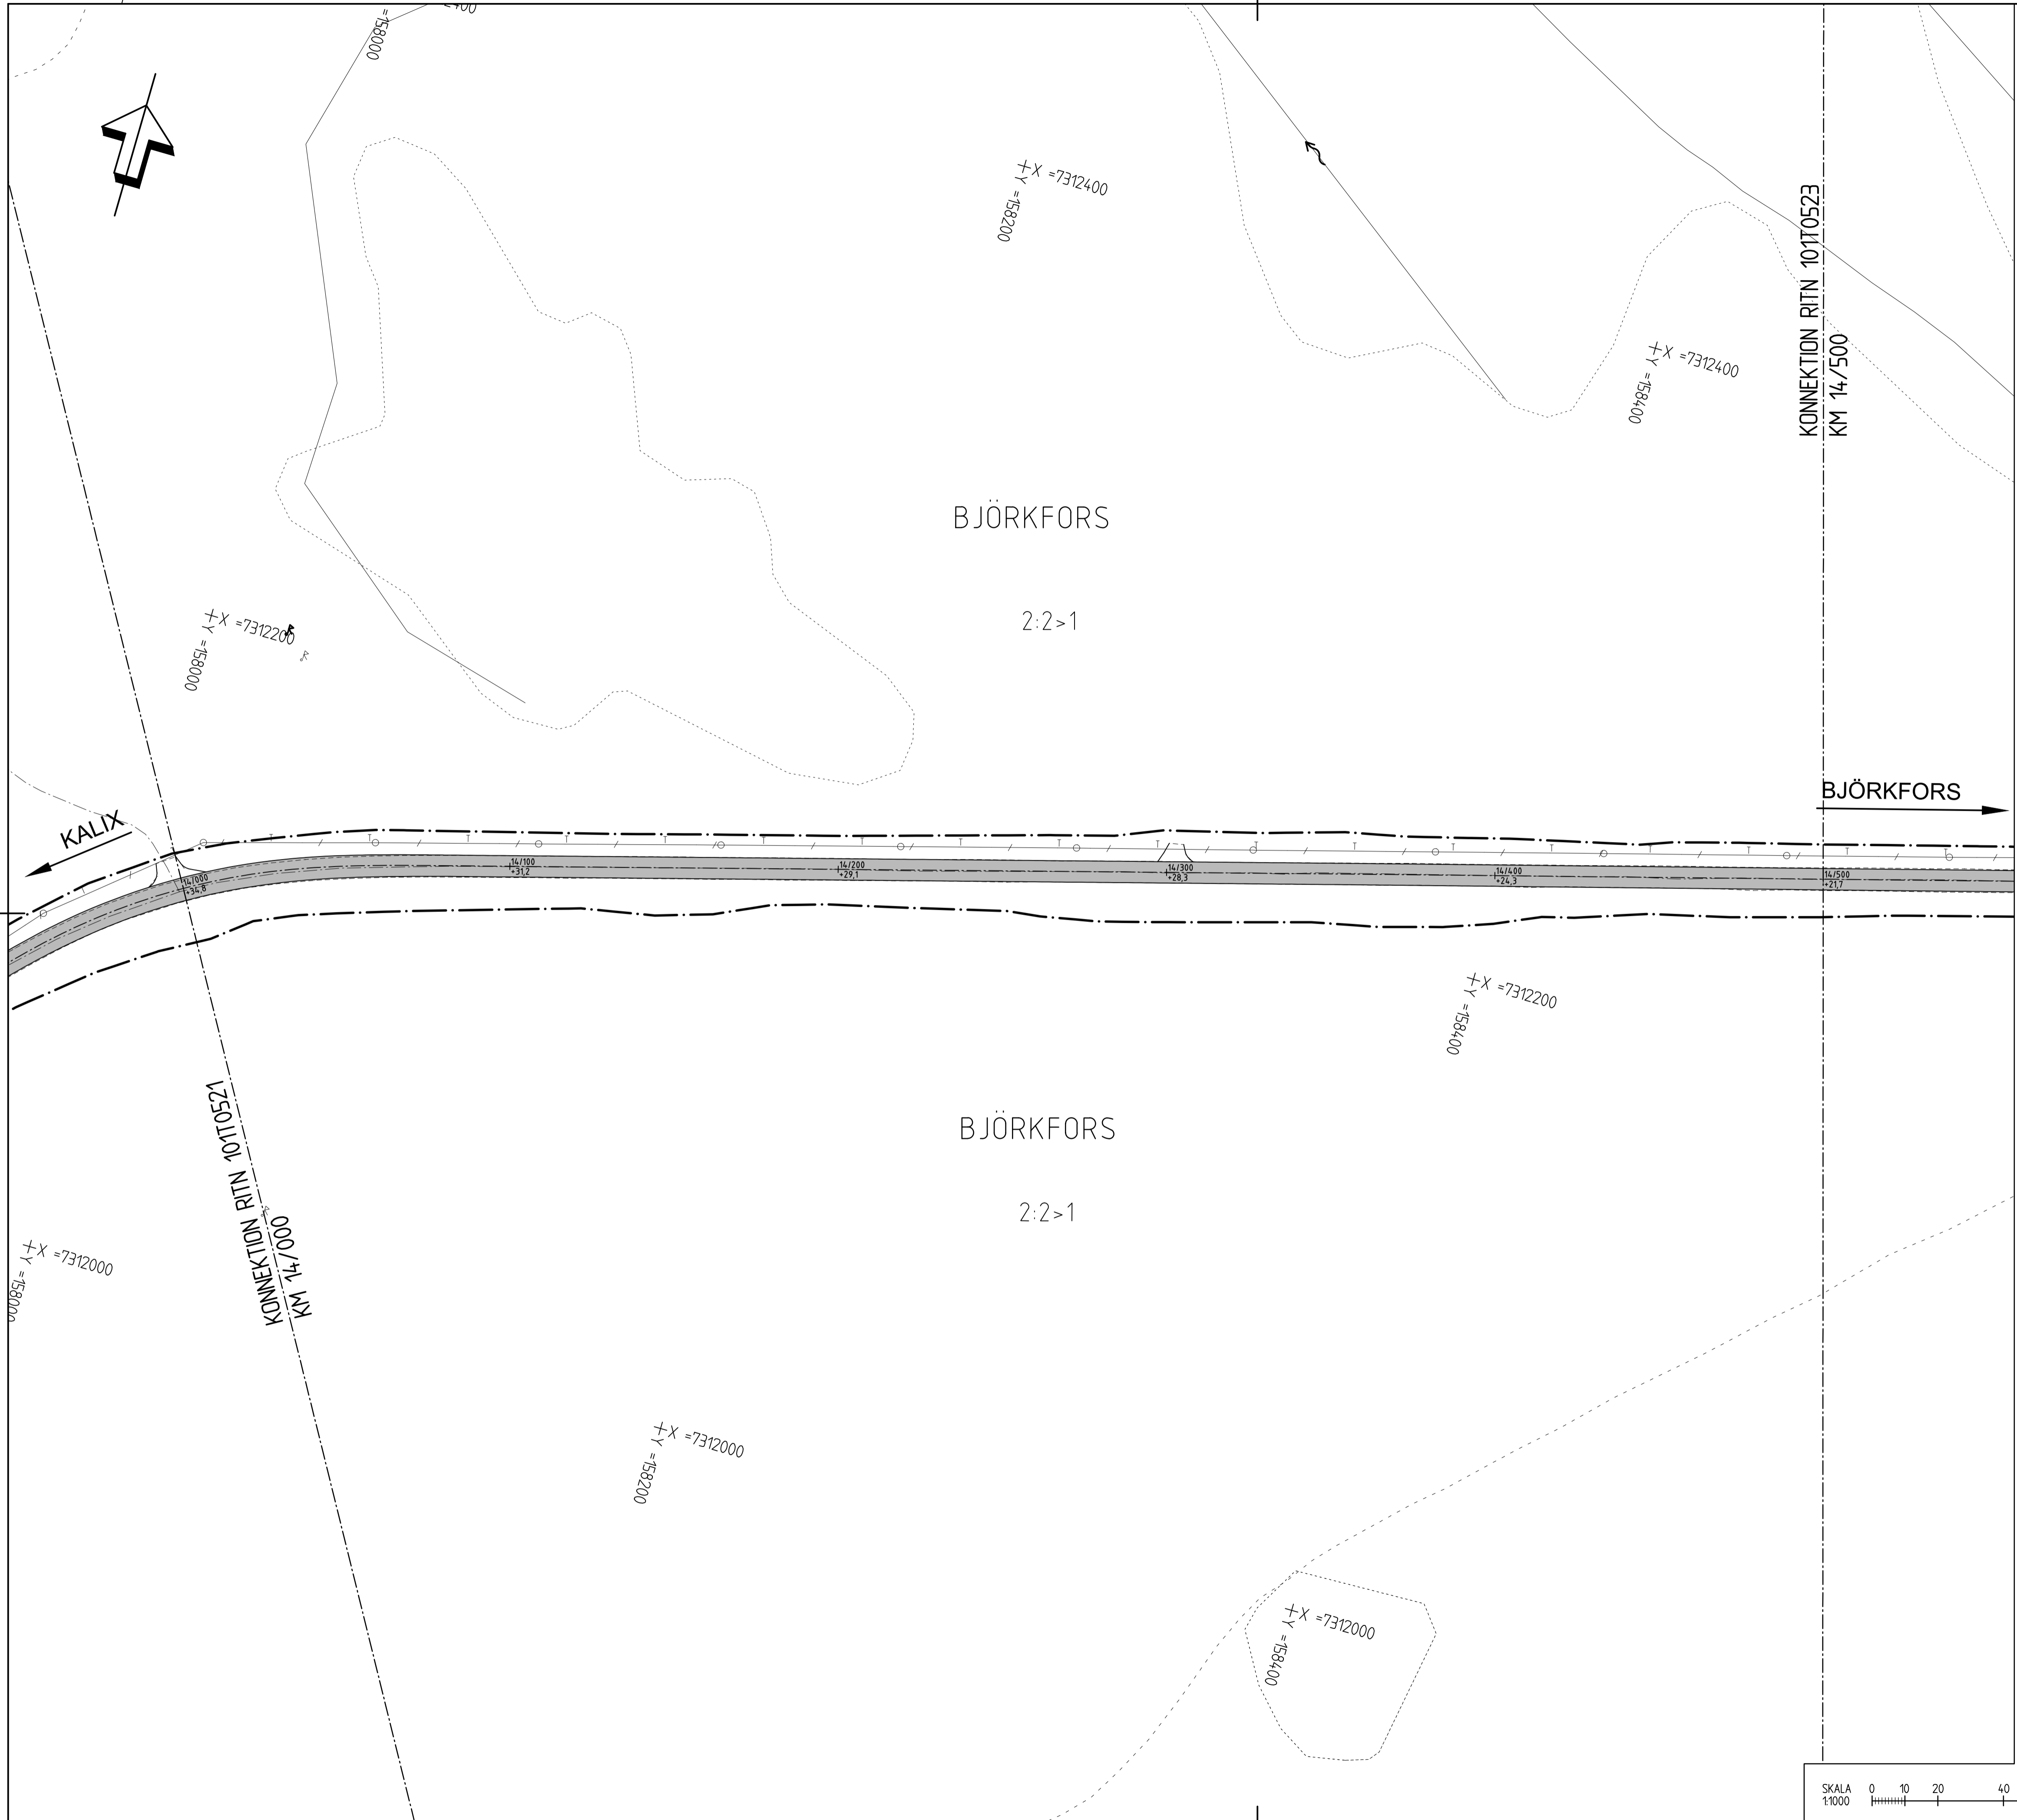 =158000
X =7312400
Y =158200
KONNEKTION RITN 101T0523
KM 14/500
X =7312400
Y =158400
BJÖRKFORS
2:2>1
X =7312200
Y =158000
KALIX
BJÖRKFORS
14/000
+34,8
14/100
+31,2
14/200
+29,1
14/300
+28,3
14/400
+24,3
14/500
+21,7
X =7312200
Y =158400
KONNEKTION RITN 101T0521
KM 14/000
BJÖRKFORS
2:2>1
X =7312000
Y =158000
X =7312000
Y =158200
X =7312000
Y =158400
SKALA 0 10 20 40
1:1000